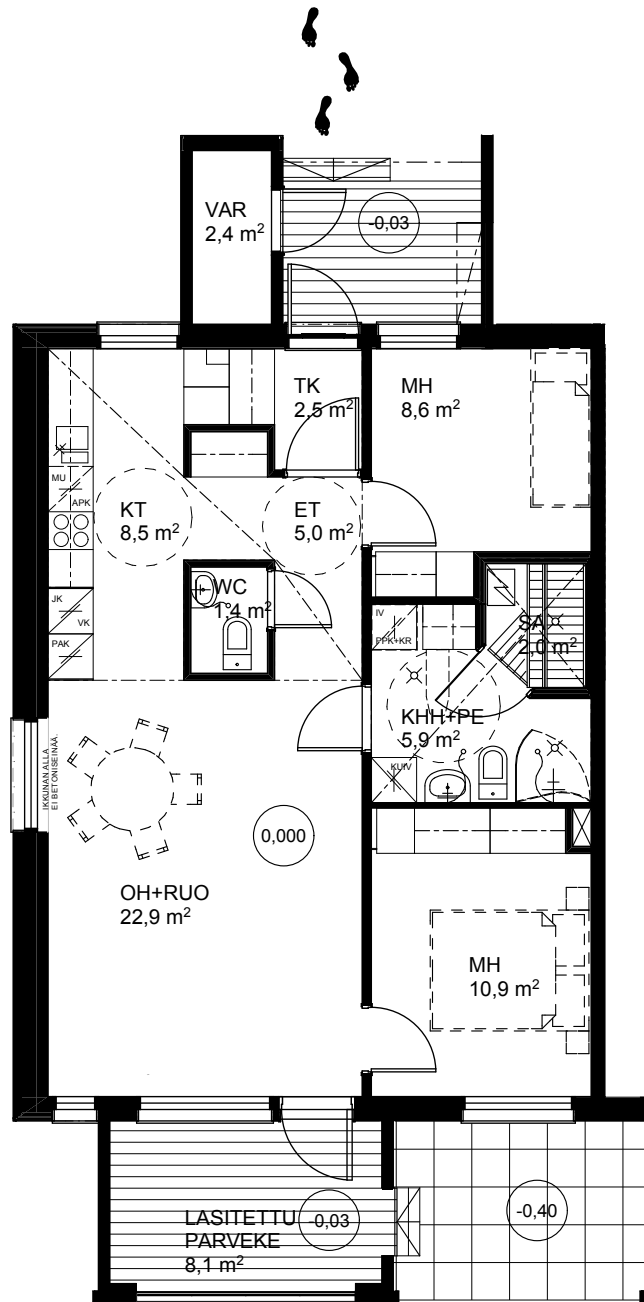 VAR
2,4 m²
-0,03
TK
2,5 m²
MH
8,6 m²
MU
APK
KT
8,5 m²
ET
5,0 m²
WC
1,4 m²
JK
VK
PAK
IV
PPK+KR
SA
2,0 m²
KHH+PE
5,9 m²
KUIV
IKKUNAN ALLA
EI BETONISEINÄÄ.
0,000
OH+RUO
22,9 m²
MH
10,9 m²
LASITETTU
PARVEKE
8,1 m²
-0,03
-0,40